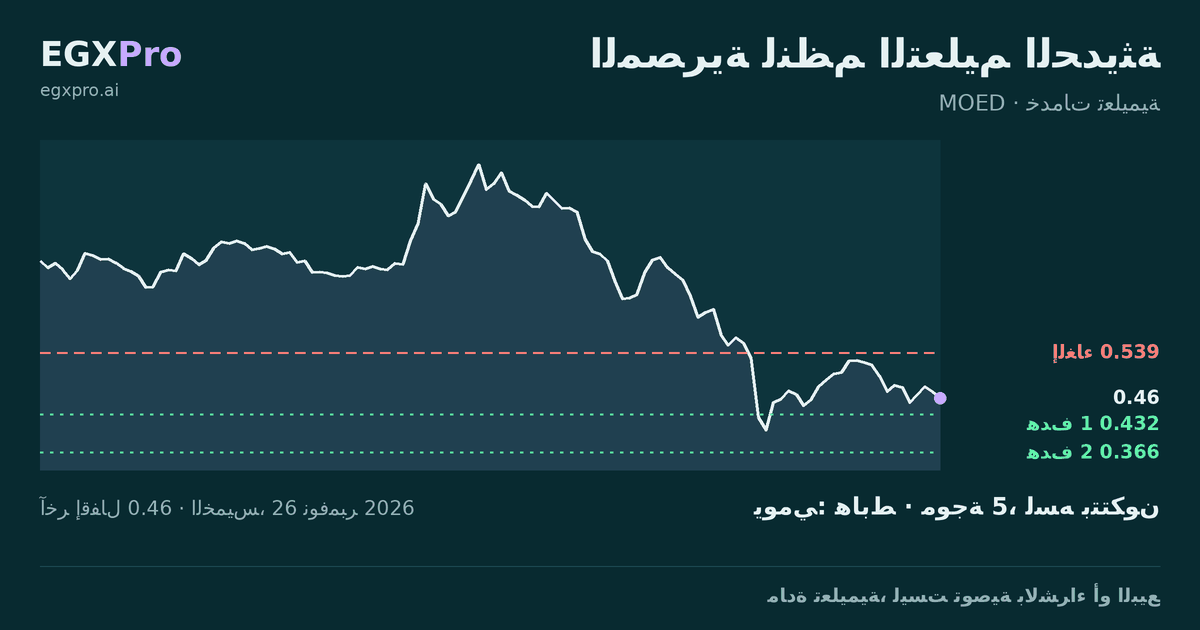 EGXPro
egxpro.ai
المصرية لنظم التعليم الحديثة
MOED · خدمات تعليمية
إلغاء 0.539
0.46
هدف 1 0.432
هدف 2 0.366
يومي: هابط · موجة 5، لسه بتتكون
آخر إقفال 0.46 · الخميس، 26 نوفمبر 2026
مادة تعليمية، ليست توصية بالشراء أو البيع